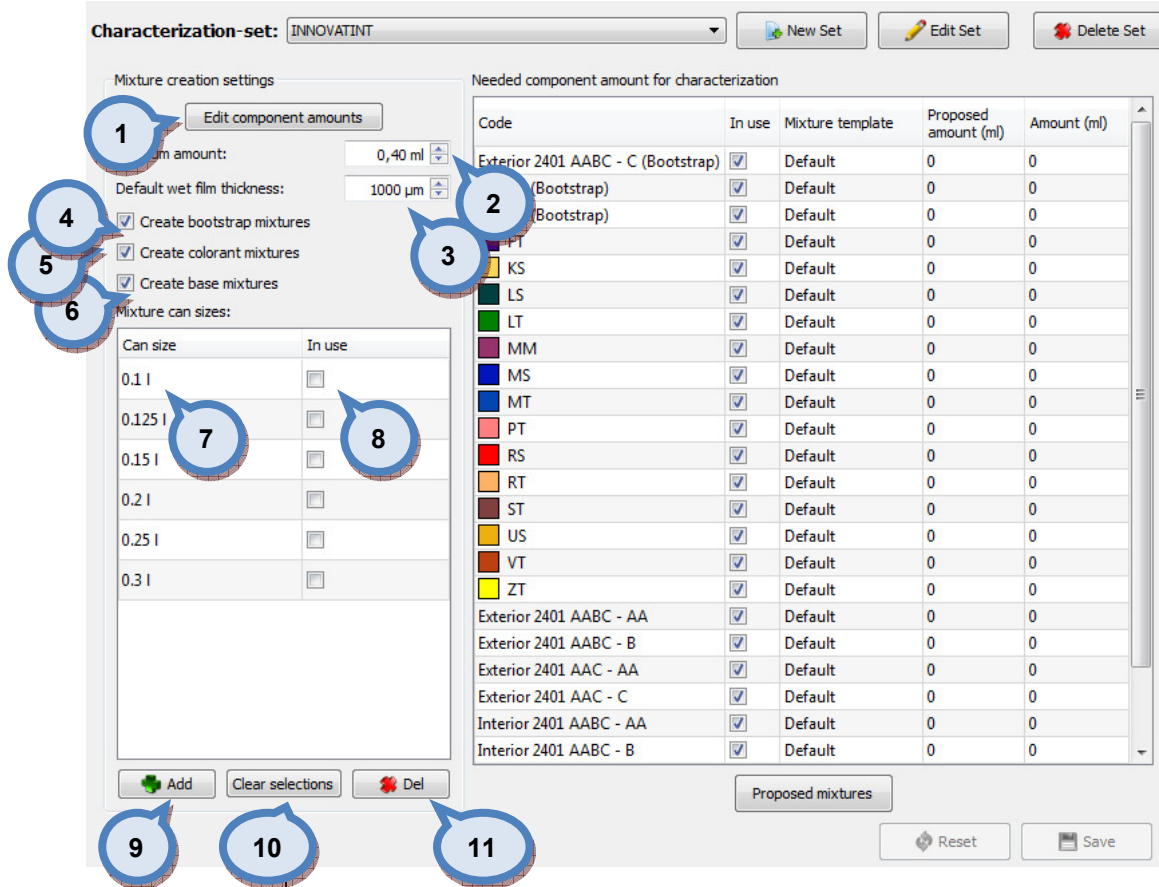 Characterization-set: INNOVATINT New Set Edit Set Delete Set
Mixture creation settings
Needed component amount for characterization
Edit component amounts
1
amount: 0,40 ml
2
Default wet film thickness: 1000 µm
3
4
Create bootstrap mixtures
5
Create colorant mixtures
6
Create base mixtures
Mixture can sizes:
Can size In use
0.1 l
7
8
0.125 l
0.15 l
0.2 l
0.25 l
0.3 l
Add Clear selections Del
9 10 11
Code In use Mixture template Proposed amount (ml) Amount (ml)
Exterior 2401 AABC - C (Bootstrap) Default 0 0
(Bootstrap) Default 0 0
(Bootstrap) Default 0 0
Default 0 0
KS Default 0 0
LS Default 0 0
LT Default 0 0
MM Default 0 0
MS Default 0 0
MT Default 0 0
PT Default 0 0
RS Default 0 0
RT Default 0 0
ST Default 0 0
US Default 0 0
VT Default 0 0
ZT Default 0 0
Exterior 2401 AABC - AA Default 0 0
Exterior 2401 AABC - B Default 0 0
Exterior 2401 AAC - AA Default 0 0
Exterior 2401 AAC - C Default 0 0
Interior 2401 AABC - AA Default 0 0
Interior 2401 AABC - B Default 0 0
Proposed mixtures
Reset Save